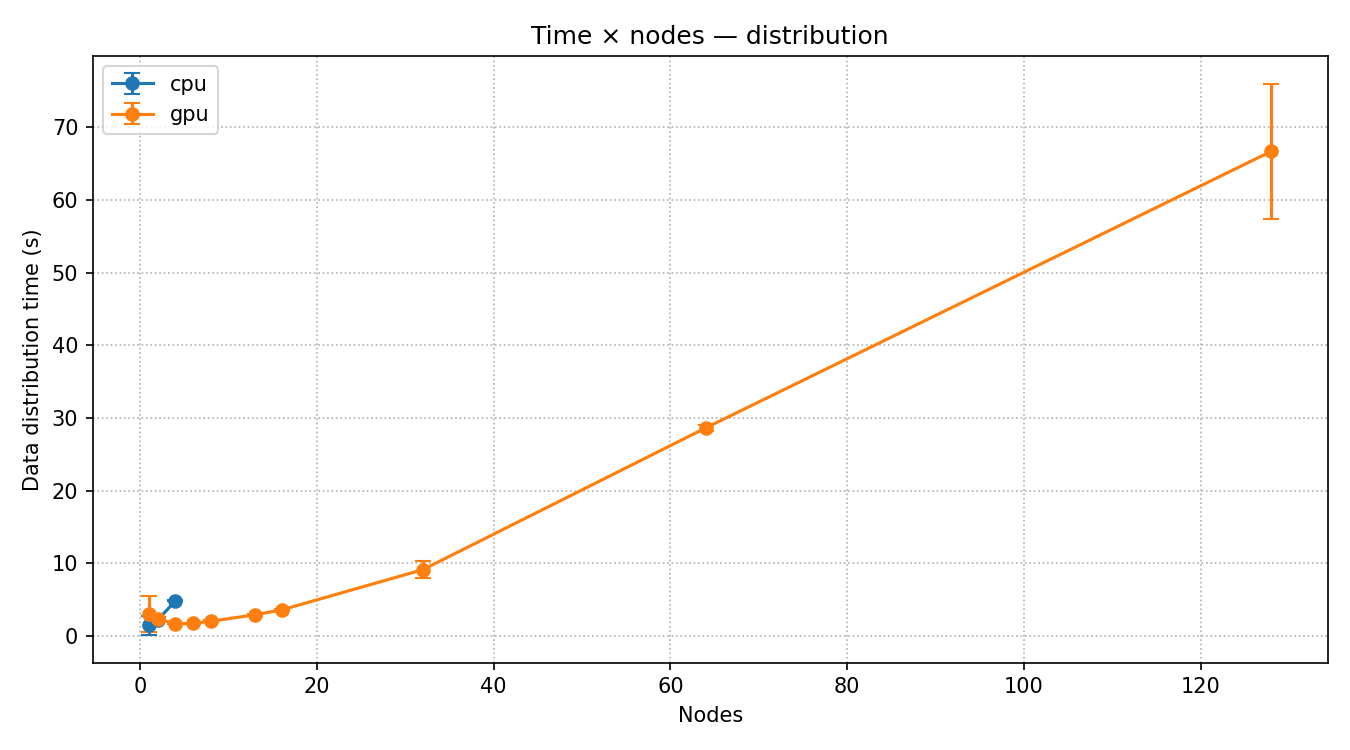 Time × nodes — distribution
cpu
gpu
Data distribution time (s)
70
60
50
40
30
20
10
0
0 20 40 60 80 100 120
Nodes